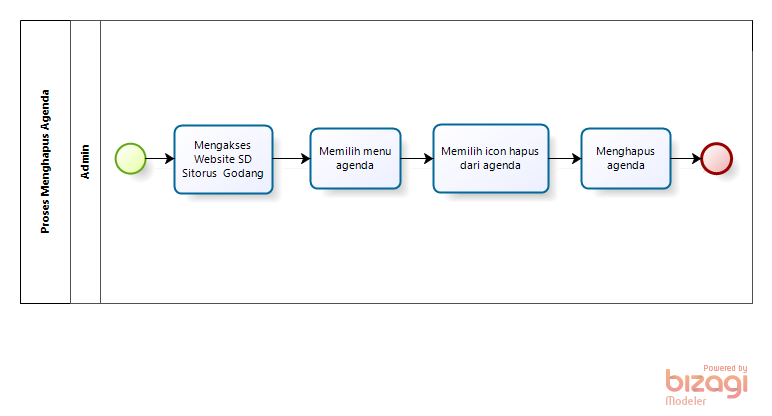 Proses Menghapus Agenda
Admin
Mengakses
Website SD
Sitorus Godang
Memilih menu
agenda
Memilih icon hapus
dari agenda
Menghapus
agenda
Powered by
bizagi
Modeler